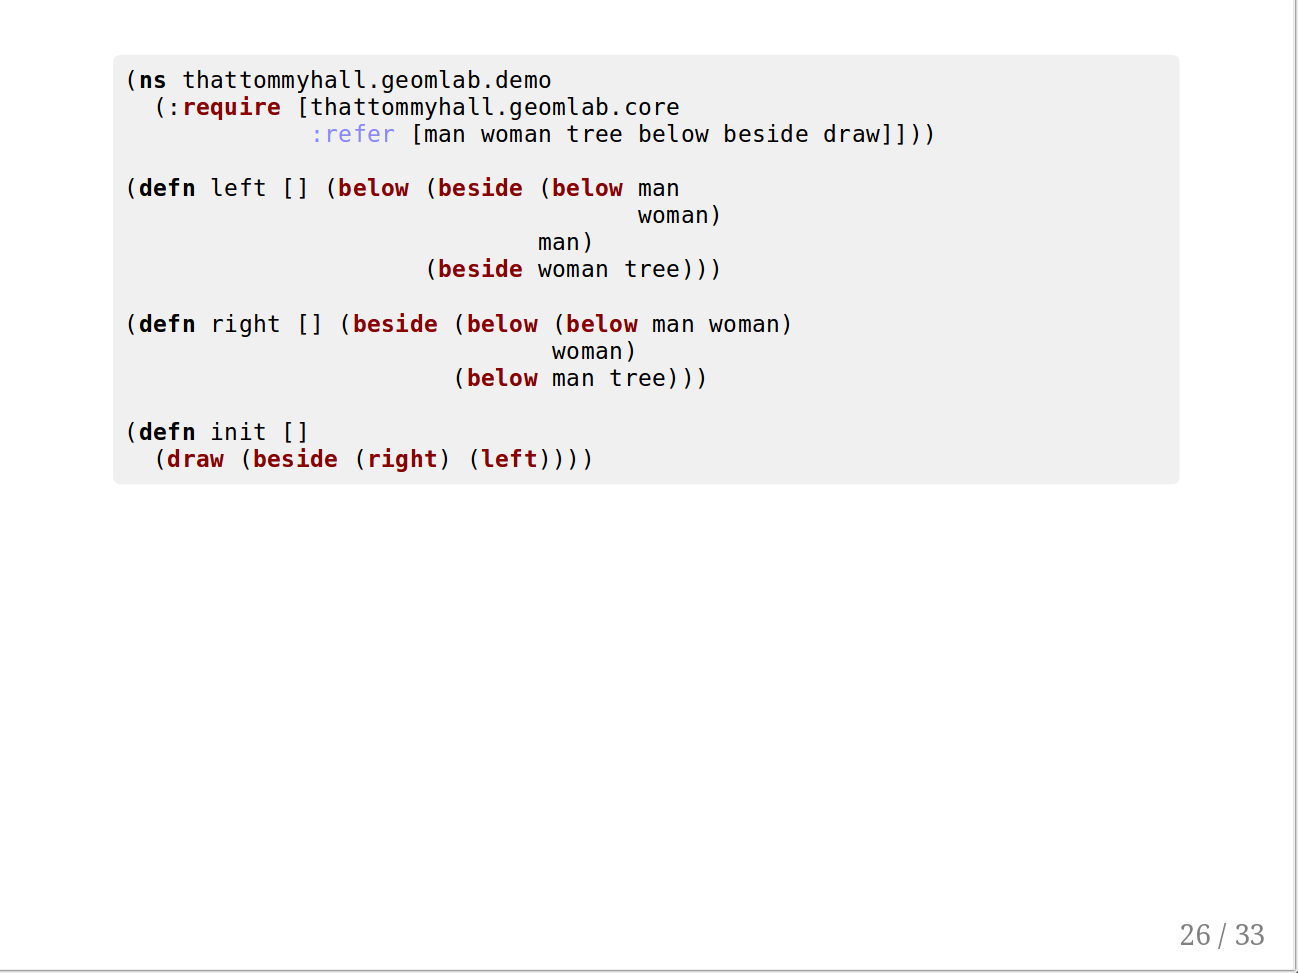 (ns thattommyhall.geomlab.demo
  (:require [thattommyhall.geomlab.core
             :refer [man woman tree below beside draw]]))

(defn left [] (below (beside (below man
                                    woman)
                             man)
                     (beside woman tree)))

(defn right [] (beside (below (below man woman)
                              woman)
                       (below man tree)))

(defn init []
  (draw (beside (right) (left))))
26 / 33